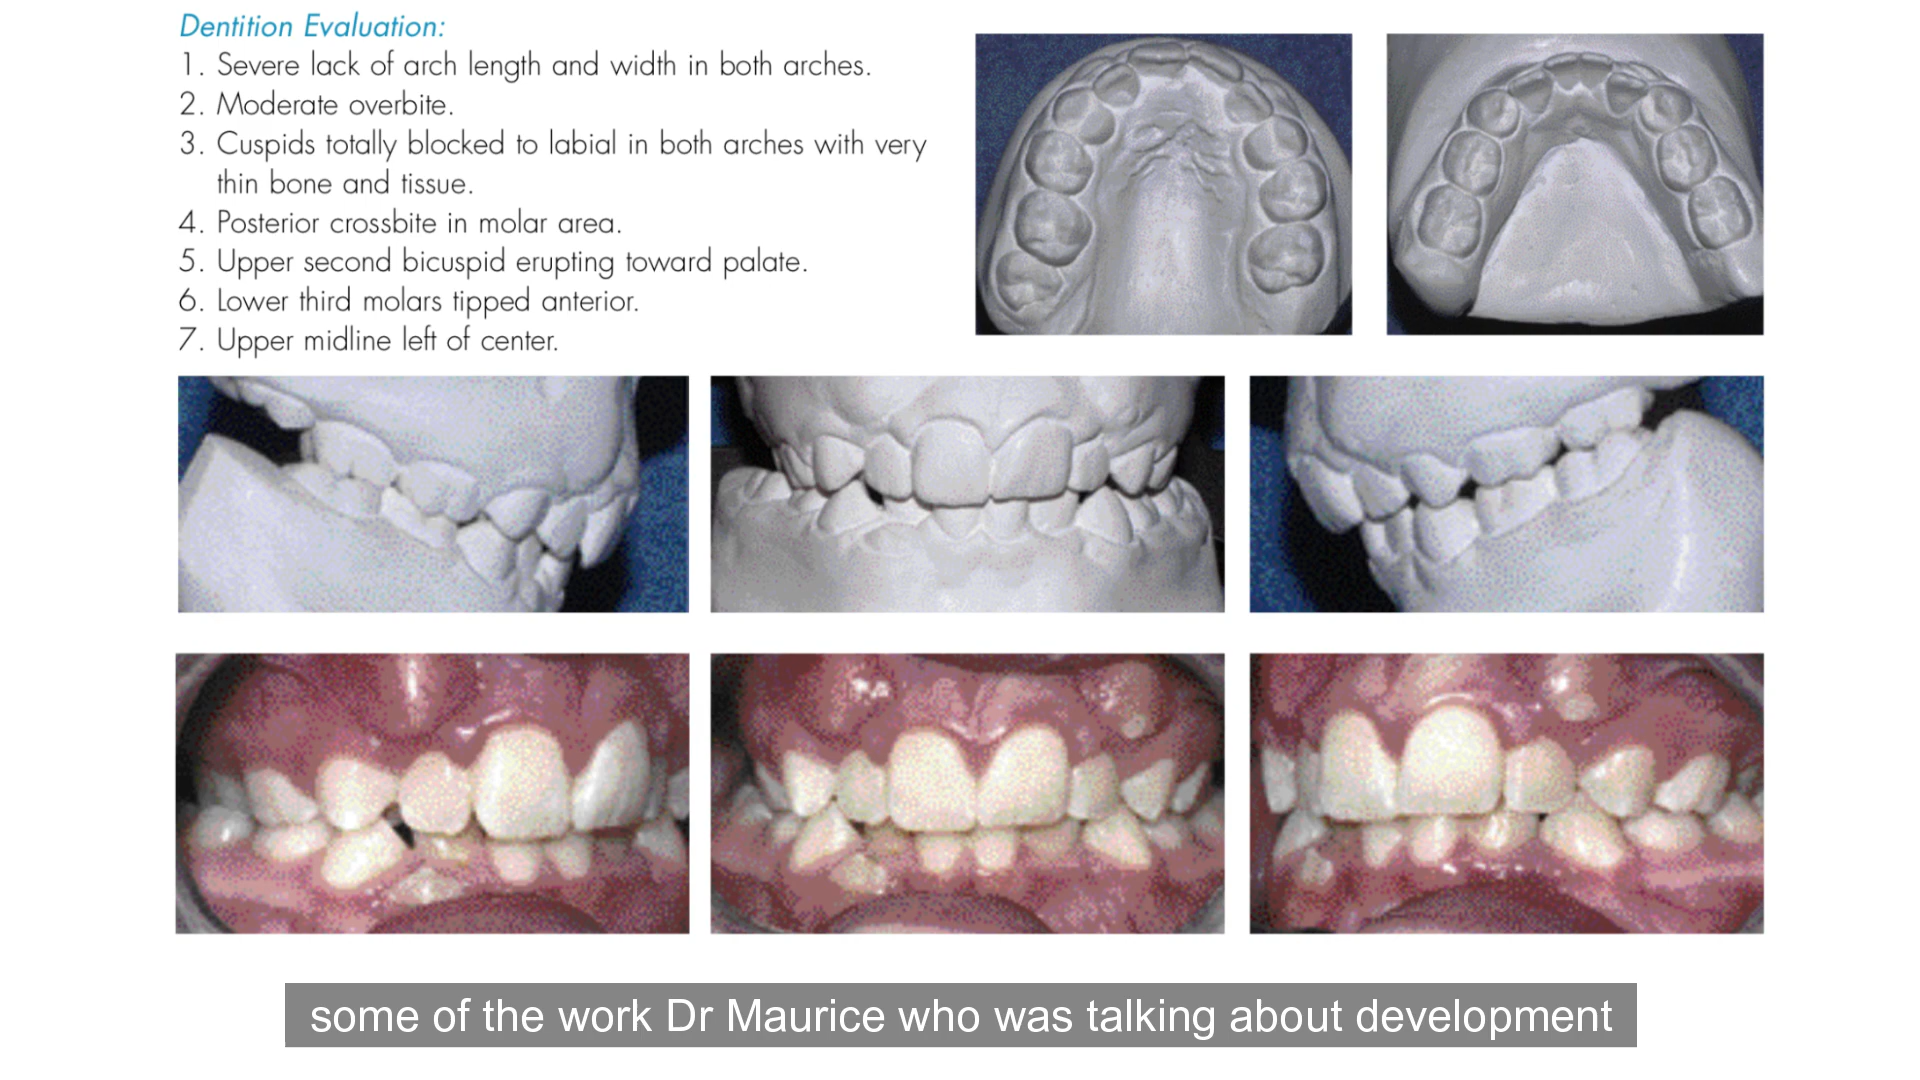 Dentition Evaluation:
1. Severe lack of arch length and width in both arches.
2. Moderate overbite.
3. Cuspids totally blocked to labial in both arches with very
thin bone and tissue.
4. Posterior crossbite in molar area.
5. Upper second bicuspid erupting toward palate.
6. Lower third molars tipped anterior.
7. Upper midline left of center.
some of the work Dr Maurice who was talking about development